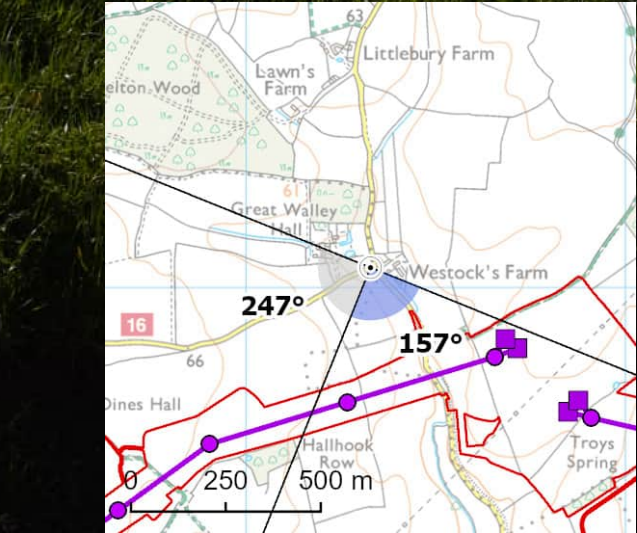 63
Littlebury Farm
Lawn's
Farm
elton Wood
61
Great Walley
Hall
Westock's Farm
247°
16
157°
66
Dines Hall
Hallhook
Row
Troys
Spring
0 250 500 m